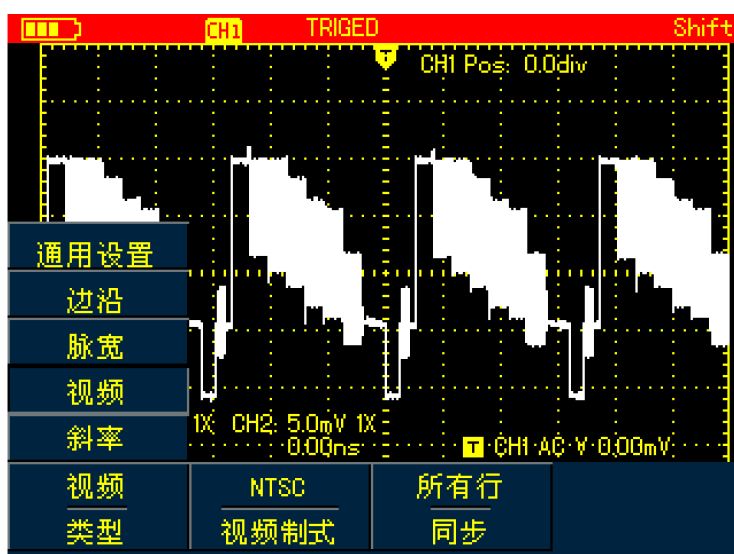 CH1 TRIGED Shift
T CH1 Pos: 0.0div
通用设置
边沿
脉宽
视频
斜率
1X CH2: 5.0mV 1X
0.00ns T CH1 AC ¥ 0.00mV
视频 NTSC 所有行
类型 视频制式 同步